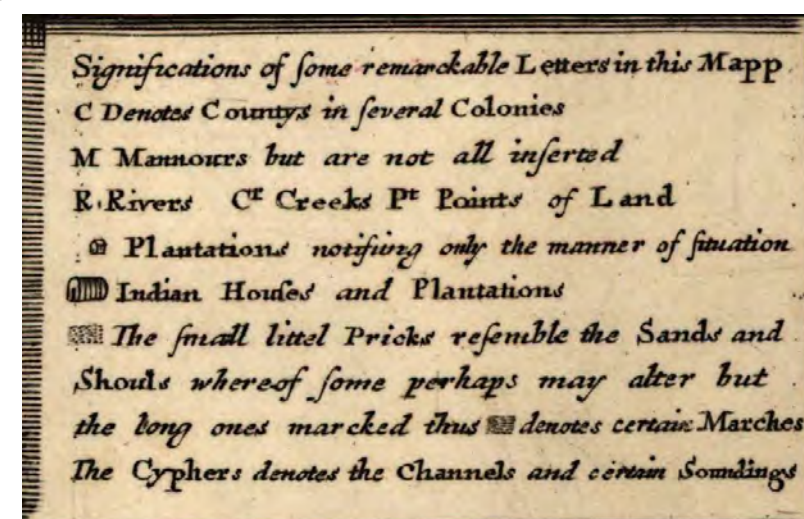 Significations of ſome remarckable Letters in this Mapp
C Denotes Countys in ſeveral Colonies
M Mannours but are not all inſerted
R. Rivers Cr Creeks Pt Points of Land
Plantations notifiing only the manner of ſituation
Indian Houſes and Plantations
The ſmall littel Pricks reſemble the Sands and
Shouls whereof ſome perhaps may alter but
the long ones marcked thus denotes certain Marches
The Cyphers denotes the Channels and certain Soundings